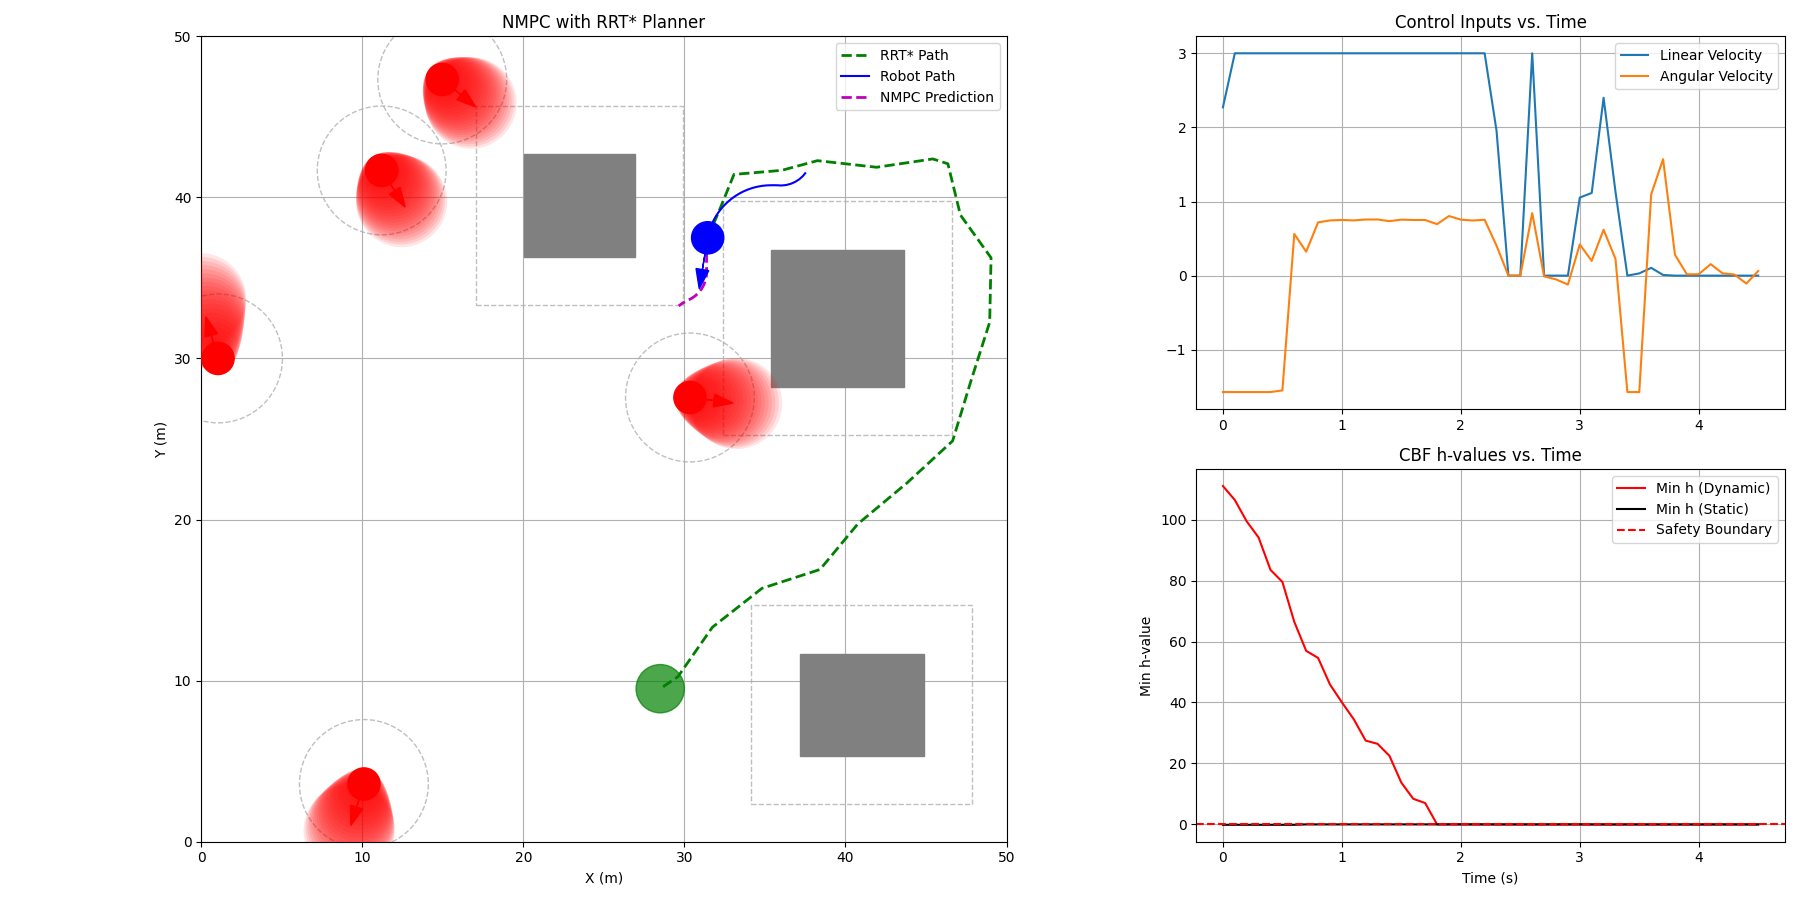 NMPC with RRT* Planner
RRT* Path
Robot Path
NMPC Prediction
50
40
30
20
10
0
Y (m)
0 10 20 30 40 50
X (m)
Control Inputs vs. Time
Linear Velocity
Angular Velocity
3
2
1
0
−1
0 1 2 3 4
CBF h-values vs. Time
Min h (Dynamic)
Min h (Static)
Safety Boundary
100
80
60
40
20
0
Min h-value
0 1 2 3 4
Time (s)